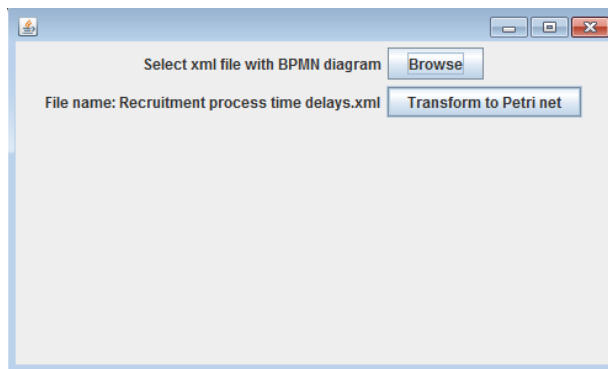 Select xml file with BPMN diagram Browse
File name: Recruitment process time delays.xml Transform to Petri net